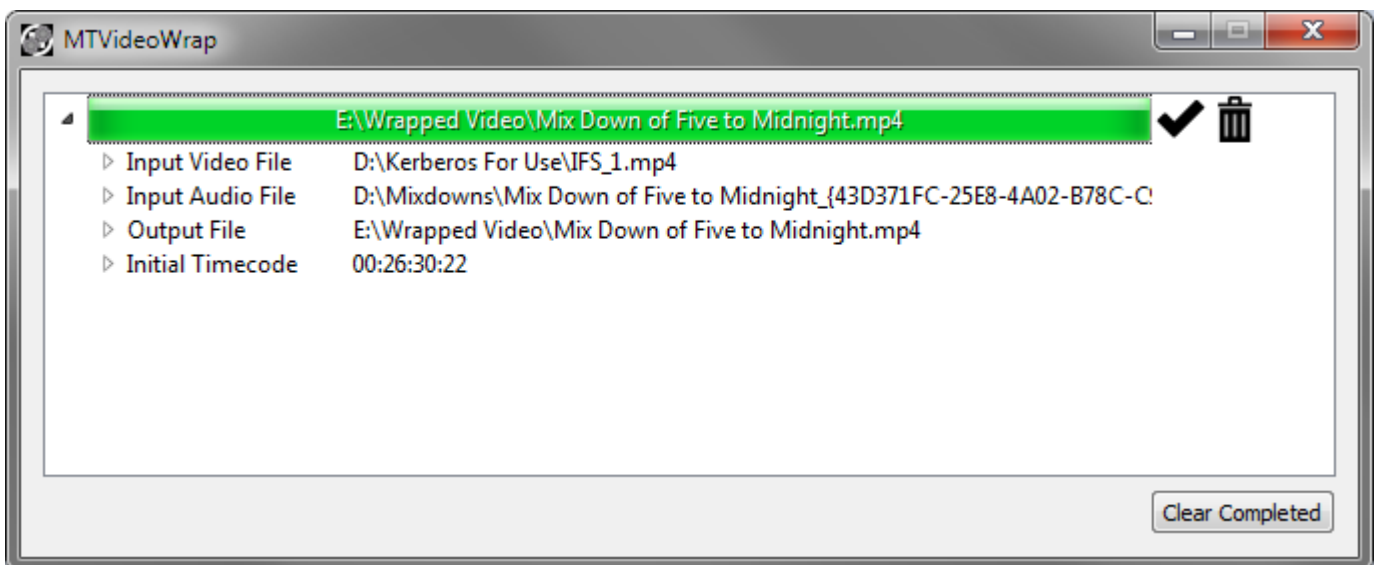 MTVideoWrap
E:\Wrapped Video\Mix Down of Five to Midnight.mp4
Input Video File D:\Kerberos For Use\IFS_1.mp4
Input Audio File D:\Mixdowns\Mix Down of Five to Midnight_{43D371FC-25E8-4A02-B78C-C
Output File E:\Wrapped Video\Mix Down of Five to Midnight.mp4
Initial Timecode 00:26:30:22
Clear Completed